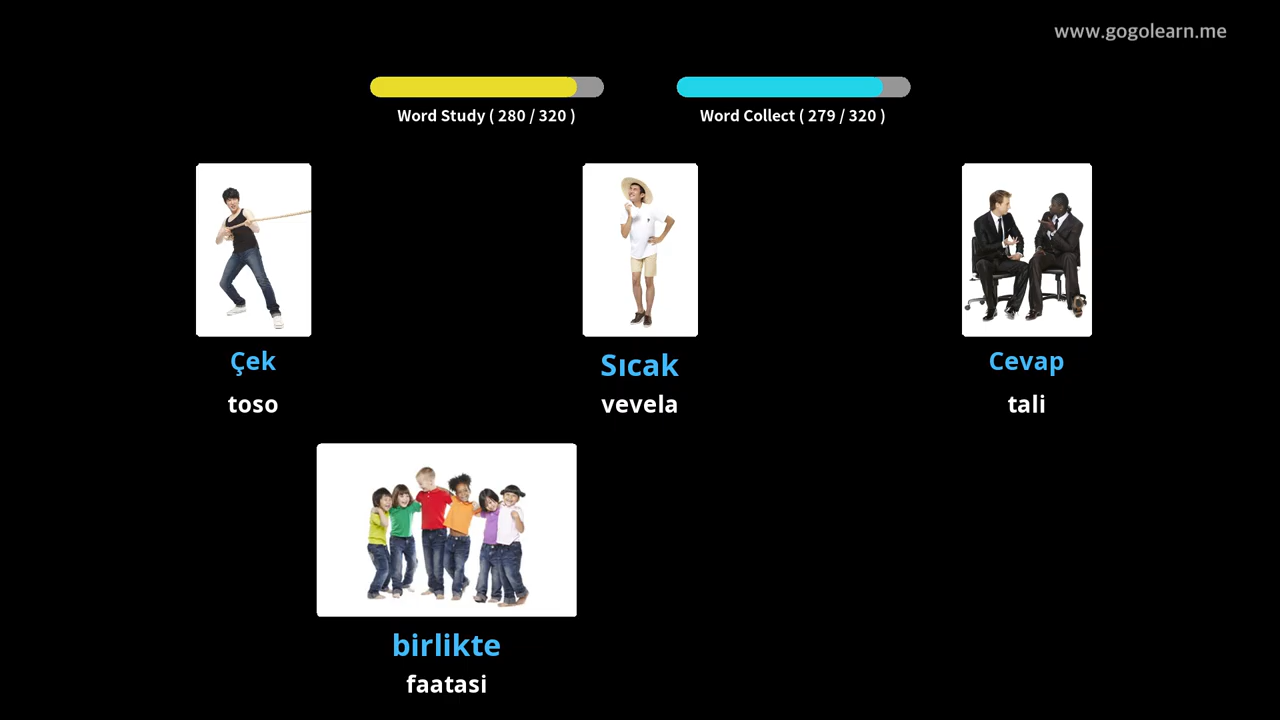 www.gogolearn.me
Word Study ( 280 / 320 )
Word Collect ( 279 / 320 )
Çek
Sıcak
Cevap
toso
vevela
tali
birlikte
faatasi